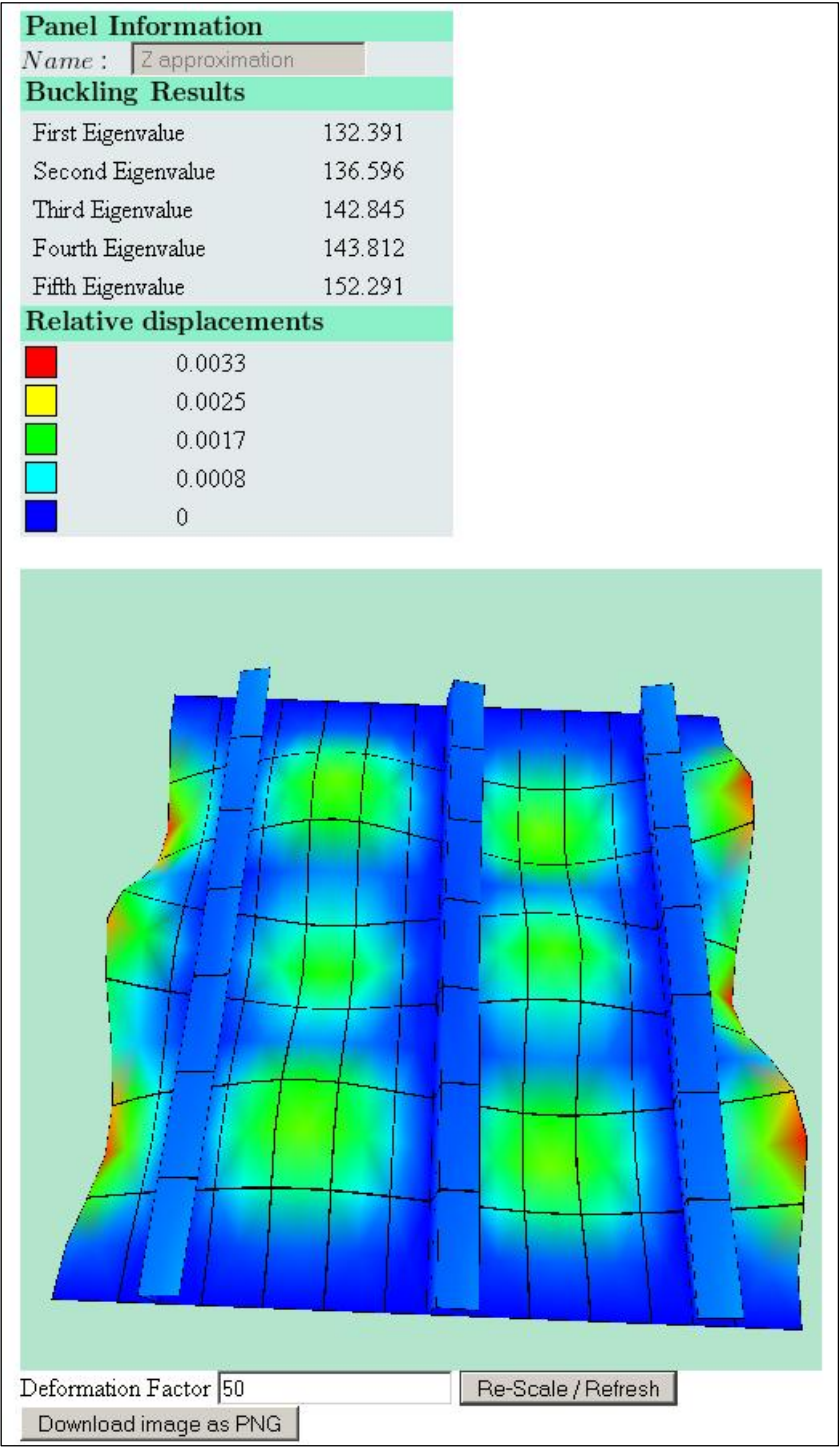 Panel Information
Name : Z approximation
Buckling Results
First Eigenvalue 132.391
Second Eigenvalue 136.596
Third Eigenvalue 142.845
Fourth Eigenvalue 143.812
Fifth Eigenvalue 152.291
Relative displacements
0.0033
0.0025
0.0017
0.0008
0
Deformation Factor 50 Re-Scale / Refresh
Download image as PNG